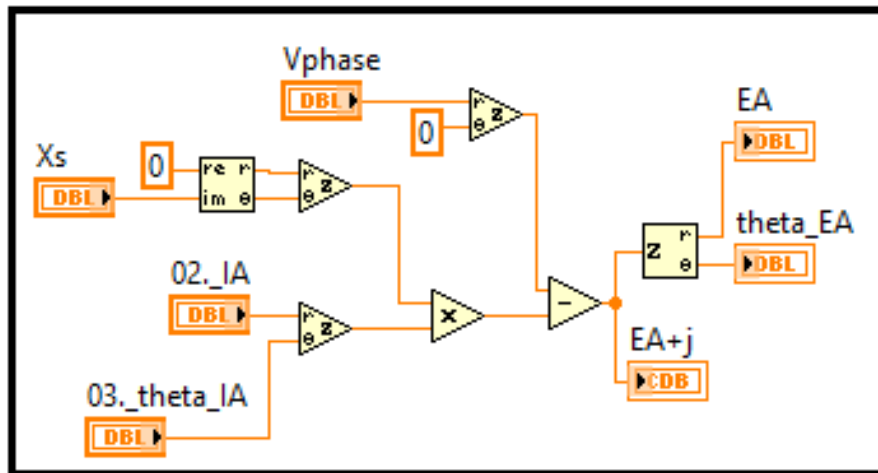 Vphase
DBL
r
θ
z
0
EA
DBL
Xs
DBL
0
re r
im θ
r
θ
z
theta_EA
z
r
θ
DBL
02._IA
DBL
r
θ
z
x
-
EA+j
CDB
03._theta_IA
DBL